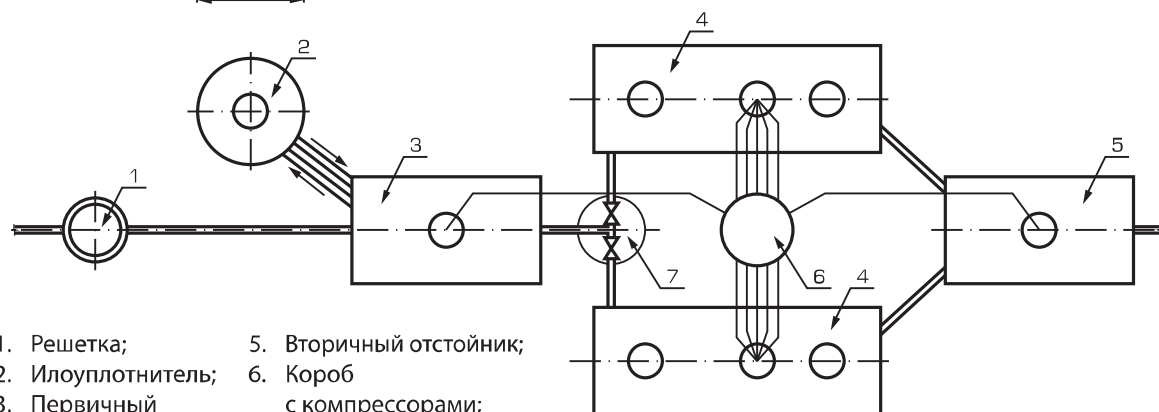 4
2
3
5
1
7
6
4
1. Решетка;
2. Илоуплотнитель;
3. Первичный
5. Вторичный отстойник;
6. Короб
с компрессорами;